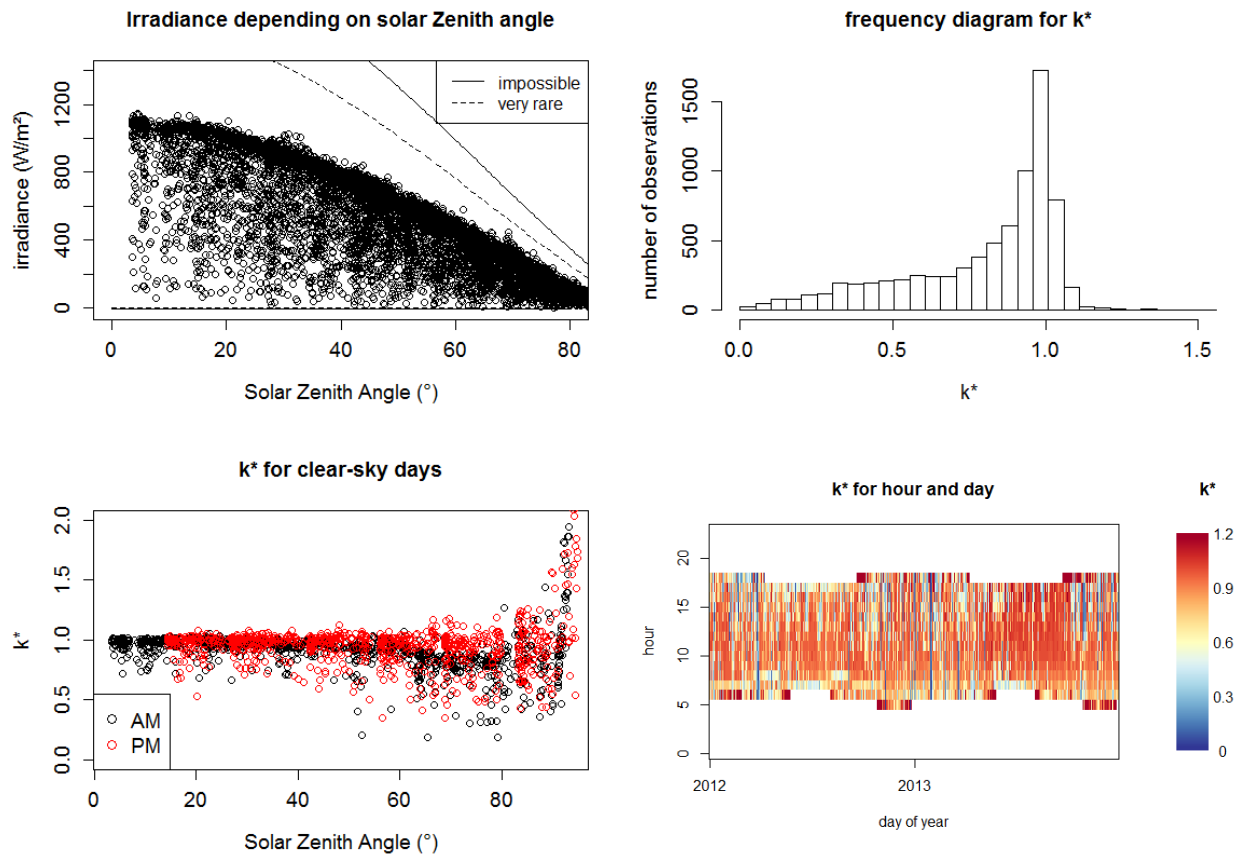 Irradiance depending on solar Zenith angle
irradiance (W/m²)
0 400 800 1200
impossible
very rare
0 20 40 60 80
Solar Zenith Angle (°)
frequency diagram for k*
number of observations
0 500 1000 1500
0.0 0.5 1.0 1.5
k*
k* for clear-sky days
k*
0.0 0.5 1.0 1.5 2.0
AM
PM
0 20 40 60 80
Solar Zenith Angle (°)
k* for hour and day
hour
0 5 10 15 20
2012 2013
day of year
k*
1.2
0.9
0.6
0.3
0